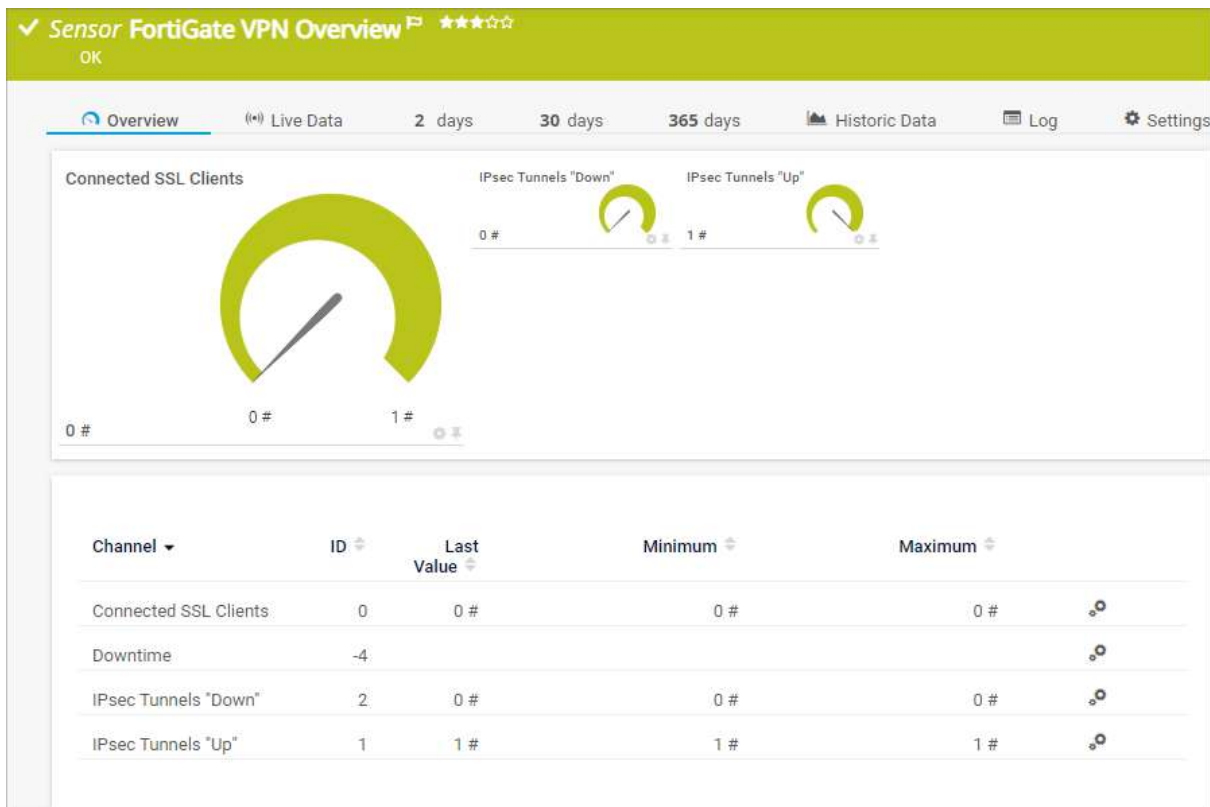 Sensor FortiGate VPN Overview
OK
Overview
Live Data
2 days
30 days
365 days
Historic Data
Log
Settings
Connected SSL Clients
0 #
1 #
0 #
IPsec Tunnels "Down"
0 #
IPsec Tunnels "Up"
1 #
Channel ID Last Value Minimum Maximum
Connected SSL Clients 0 0 # 0 # 0 #
Downtime -4
IPsec Tunnels "Down" 2 0 # 0 # 0 #
IPsec Tunnels "Up" 1 1 # 1 # 1 #